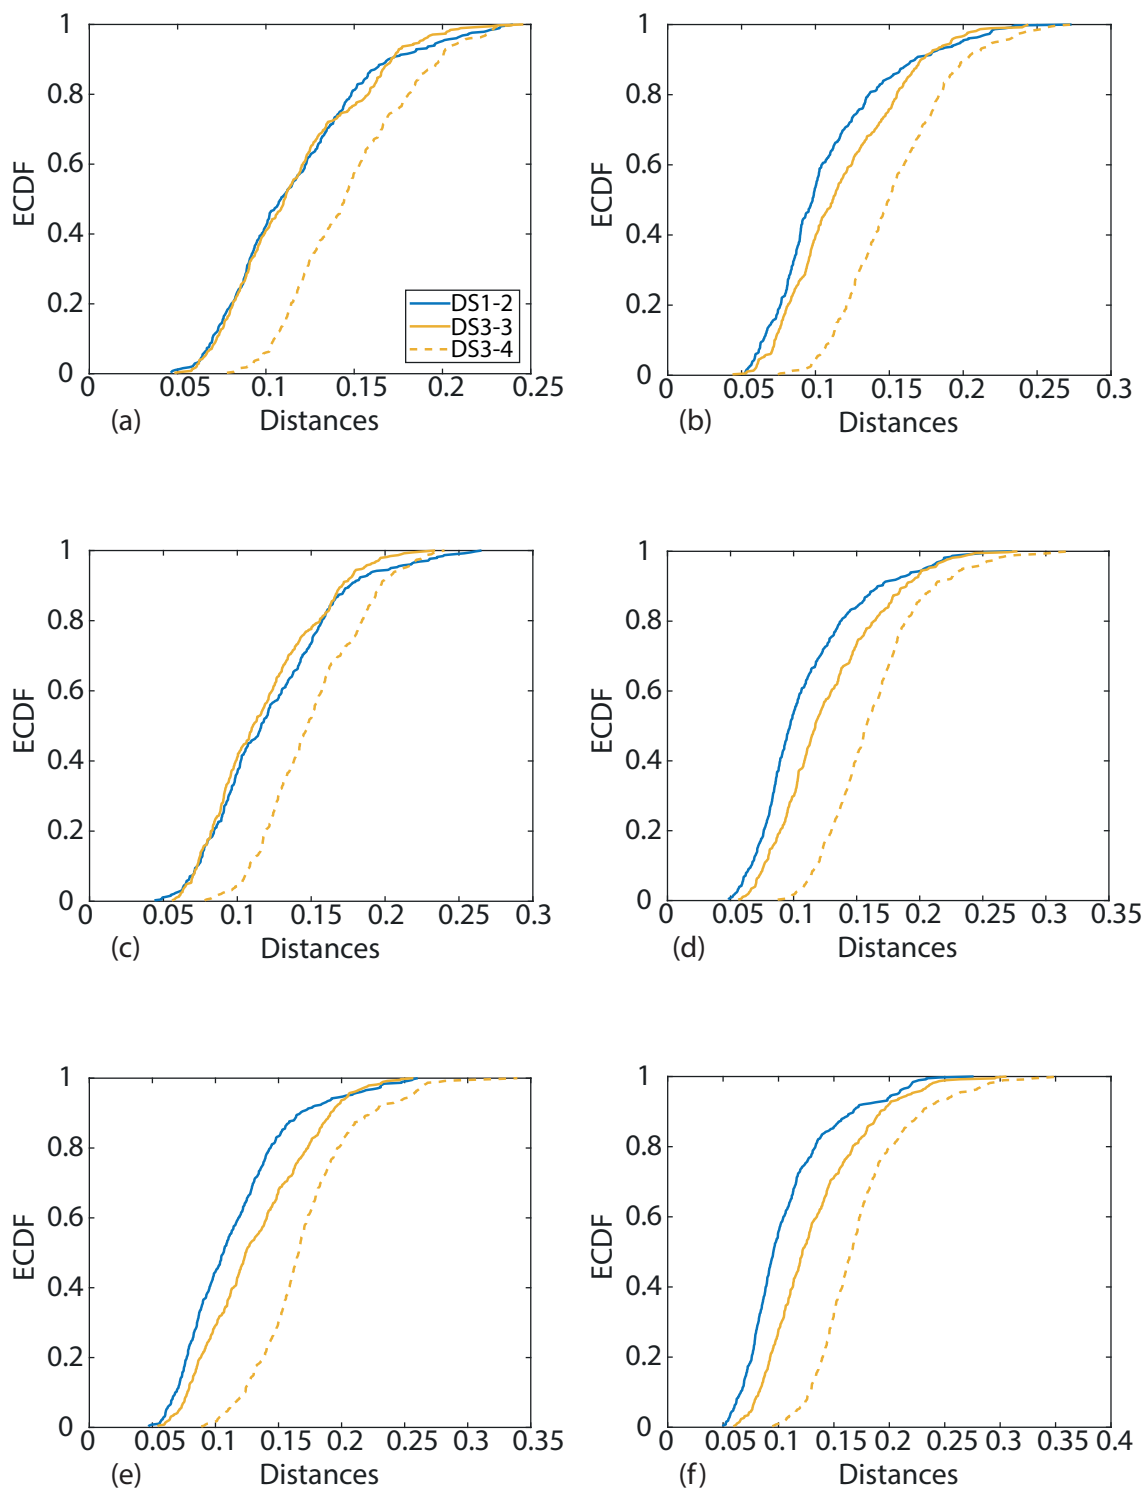 1
0.8
0.6
0.4
0.2
0
ECDF
DS1-2
DS3-3
DS3-4
0 0.05 0.1 0.15 0.2 0.25
(a) Distances
1
0.8
0.6
0.4
0.2
0
ECDF
0 0.05 0.1 0.15 0.2 0.25 0.3
(b) Distances
1
0.8
0.6
0.4
0.2
0
ECDF
0 0.05 0.1 0.15 0.2 0.25 0.3
(c) Distances
1
0.8
0.6
0.4
0.2
0
ECDF
0 0.05 0.1 0.15 0.2 0.25 0.3 0.35
(d) Distances
1
0.8
0.6
0.4
0.2
0
ECDF
0 0.05 0.1 0.15 0.2 0.25 0.3 0.35
(e) Distances
1
0.8
0.6
0.4
0.2
0
ECDF
0 0.05 0.1 0.15 0.2 0.25 0.3 0.35 0.4
(f) Distances